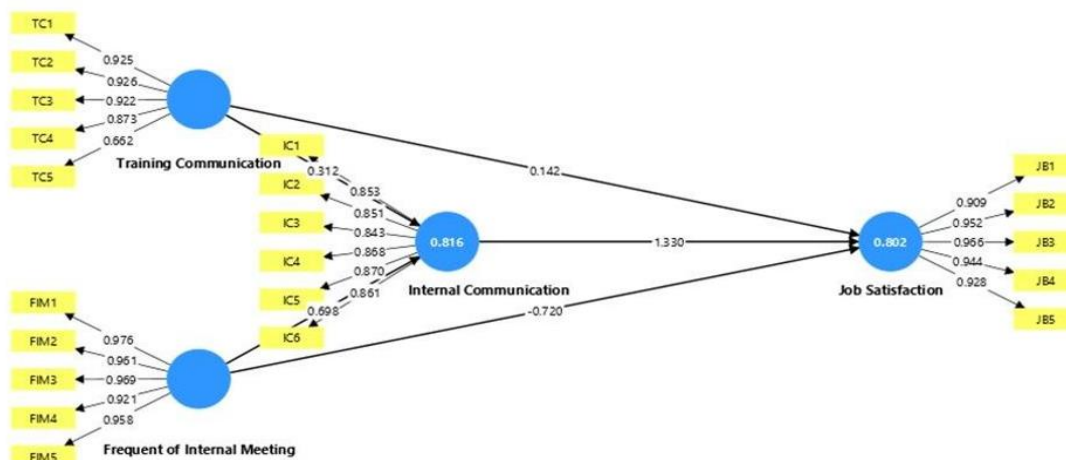 TC1
0.925
TC2
0.926
TC3
0.922
TC4
0.873
TC5
0.662
Training Communication
IC1
0.312
0.853
IC2
0.851
IC3
0.843
IC4
0.868
IC5
0.870
0.861
0.698
IC6
0.816
Internal Communication
0.142
1.330
-0.720
0.802
Job Satisfaction
JB1
0.909
JB2
0.952
JB3
0.966
JB4
0.944
JB5
0.928
FIM1
0.976
FIM2
0.961
FIM3
0.969
FIM4
0.921
FIM5
0.958
Frequent of Internal Meeting